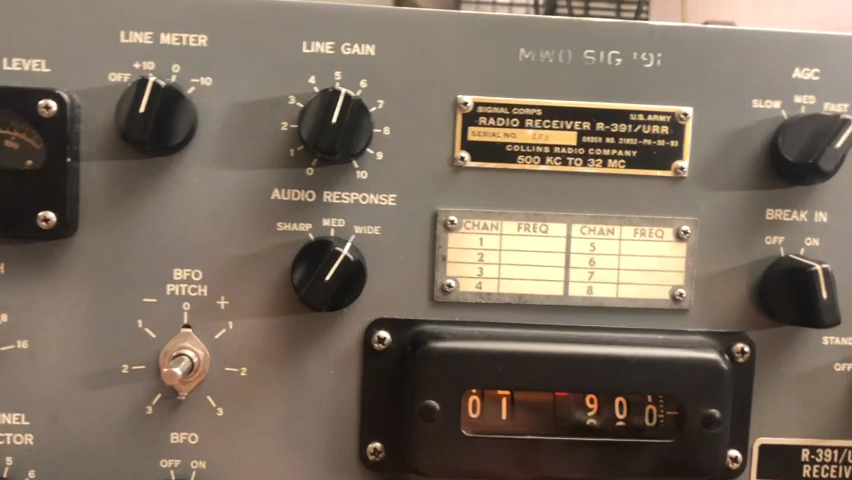 LEVEL
LINE METER
OFF +10 0 -10
LINE GAIN
0 1 2 3 4 5 6 7 8 9 10
MWO SIG '91
SIGNAL CORPS U.S. ARMY
RADIO RECEIVER R-391/URR
SERIAL NO.
COLLINS RADIO COMPANY
500 KC TO 32 MC
AGC
SLOW MED FAST
AUDIO RESPONSE
SHARP MED WIDE
CHAN FREQ CHAN FREQ
1 5
2 6
3 7
4 8
BREAK IN
OFF ON
BFO
PITCH
- 0 +
1 1
2 2
3 3
8
16
07 900
BFO
OFF ON
5 6
R-391/U
RECEIV